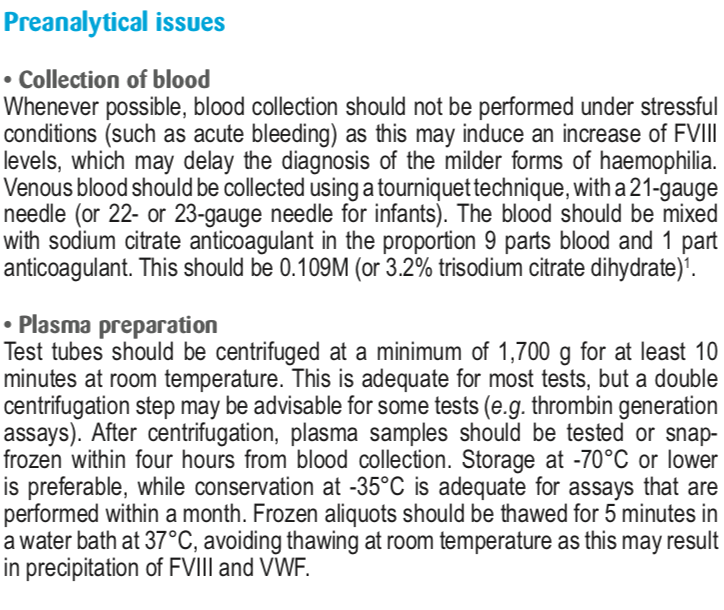 Preanalytical issues
• Collection of blood
Whenever possible, blood collection should not be performed under stressful
conditions (such as acute bleeding) as this may induce an increase of FVIII
levels, which may delay the diagnosis of the milder forms of haemophilia.
Venous blood should be collected using a tourniquet technique, with a 21-gauge
needle (or 22- or 23-gauge needle for infants). The blood should be mixed
with sodium citrate anticoagulant in the proportion 9 parts blood and 1 part
anticoagulant. This should be 0.109M (or 3.2% trisodium citrate dihydrate)¹.
• Plasma preparation
Test tubes should be centrifuged at a minimum of 1,700 g for at least 10
minutes at room temperature. This is adequate for most tests, but a double
centrifugation step may be advisable for some tests (e.g. thrombin generation
assays). After centrifugation, plasma samples should be tested or snap-
frozen within four hours from blood collection. Storage at -70°C or lower
is preferable, while conservation at -35°C is adequate for assays that are
performed within a month. Frozen aliquots should be thawed for 5 minutes in
a water bath at 37°C, avoiding thawing at room temperature as this may result
in precipitation of FVIII and VWF.